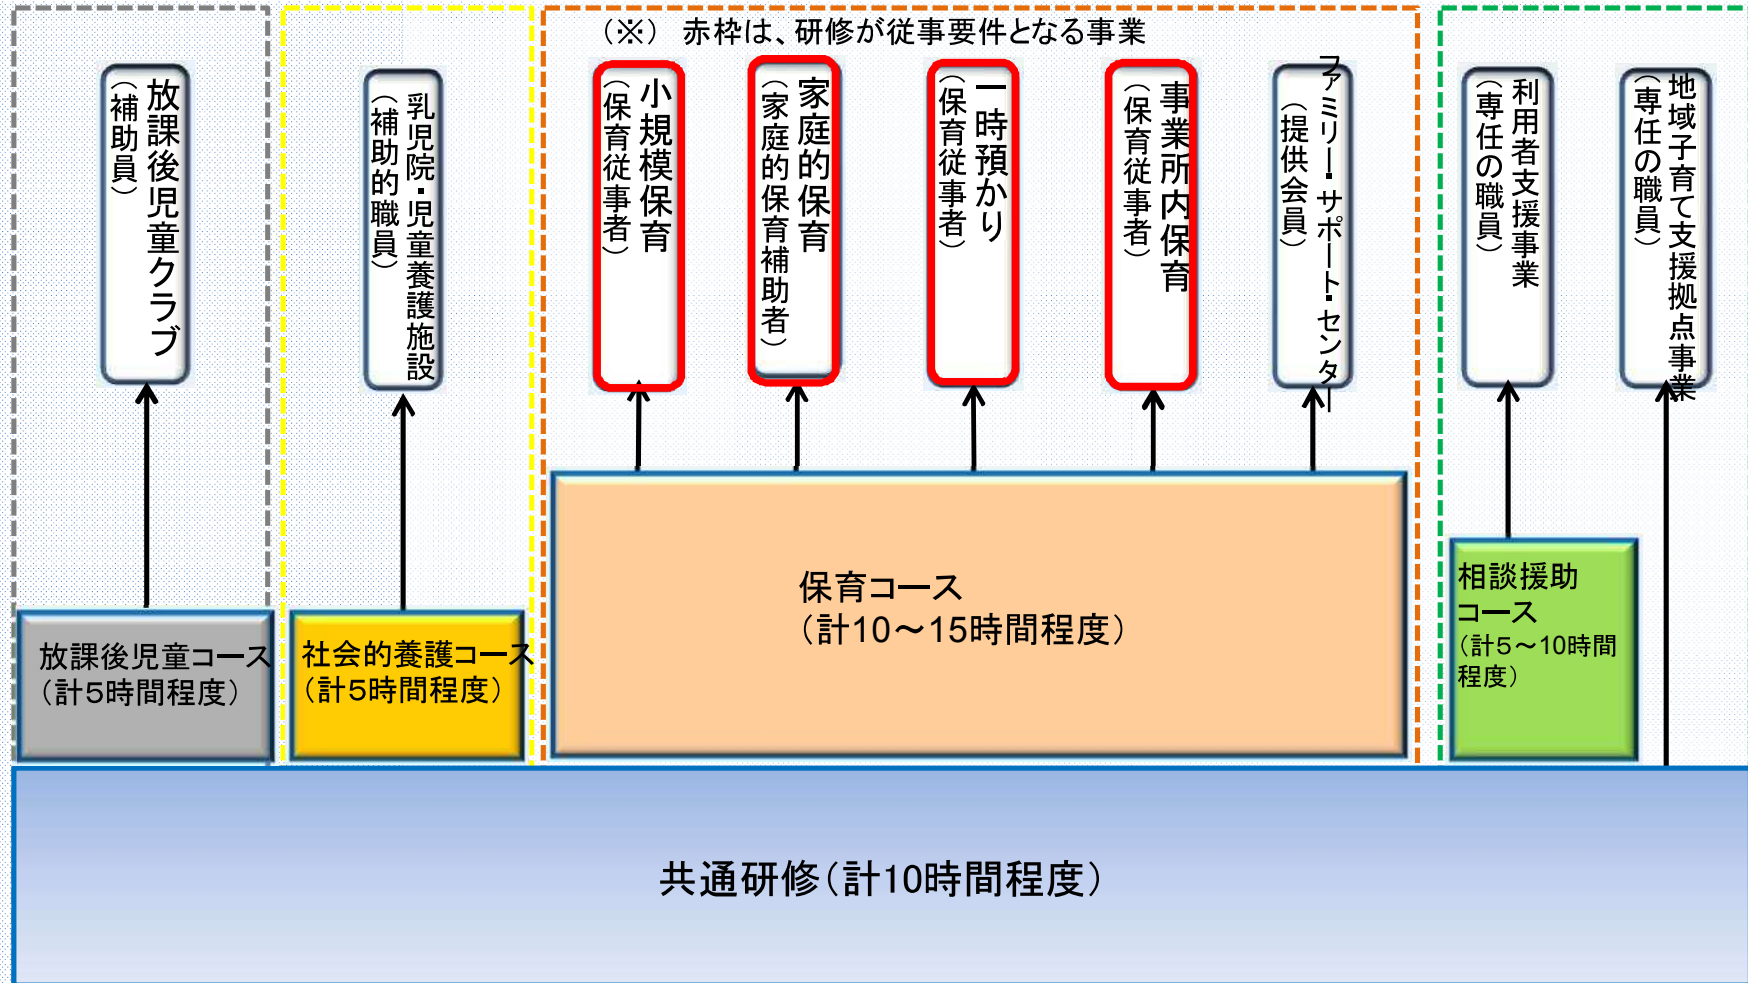 （※） 赤枠は、研修が従事要件となる事業
放課後児童クラブ
（補助員）
乳児院・児童養護施設
（補助的職員）
小規模保育
（保育従事者）
家庭的保育
（家庭的保育補助者）
一時預かり
（保育従事者）
事業所内保育
（保育従事者）
ファミリー・サポート・センター
（提供会員）
利用者支援事業
（専任の職員）
地域子育て支援拠点事業
（専任の職員）
放課後児童コース
（計５時間程度）
社会的養護コース
（計５時間程度）
保育コース
（計10～15時間程度）
相談援助
コース
（計５～10時間
程度）
共通研修（計10時間程度）